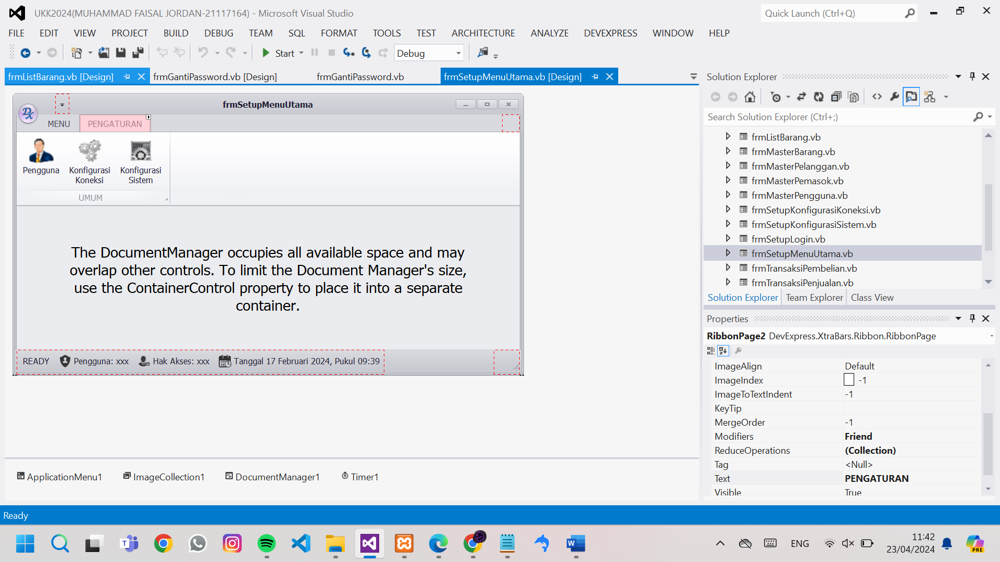 UKK2024(MUHAMMAD FAISAL JORDAN-21117164) - Microsoft Visual Studio
Quick Launch (Ctrl+Q)
FILE EDIT VIEW PROJECT BUILD DEBUG TEAM SQL FORMAT TOOLS TEST ARCHITECTURE ANALYZE DEVEXPRESS WINDOW HELP
Start Debug
frmListBarang.vb [Design] frmGantiPassword.vb [Design] frmGantiPassword.vb frmSetupMenuUtama.vb [Design]
frmSetupMenuUtama
MENU PENGATURAN
Pengguna
Konfigurasi
Koneksi
Konfigurasi
Sistem
UMUM
The DocumentManager occupies all available space and may
overlap other controls. To limit the Document Manager's size,
use the ContainerControl property to place it into a separate
container.
READY Pengguna: xxx Hak Akses: xxx Tanggal 17 Februari 2024, Pukul 09:39
ApplicationMenu1 ImageCollection1 DocumentManager1 Timer1
Solution Explorer
Search Solution Explorer (Ctrl+;)
frmListBarang.vb
frmMasterBarang.vb
frmMasterPelanggan.vb
frmMasterPemasok.vb
frmMasterPengguna.vb
frmSetupKonfigurasiKoneksi.vb
frmSetupKonfigurasiSistem.vb
frmSetupLogin.vb
frmSetupMenuUtama.vb
frmTransaksiPembelian.vb
frmTransaksiPenjualan.vb
Solution Explorer Team Explorer Class View
Properties
RibbonPage2 DevExpress.XtraBars.Ribbon.RibbonPage
ImageAlign Default
ImageIndex -1
ImageToTextIndent -1
KeyTip
MergeOrder -1
Modifiers Friend
ReduceOperations (Collection)
Tag <Null>
Text PENGATURAN
Visible True
Ready
ENG
11:42
23/04/2024
PRE